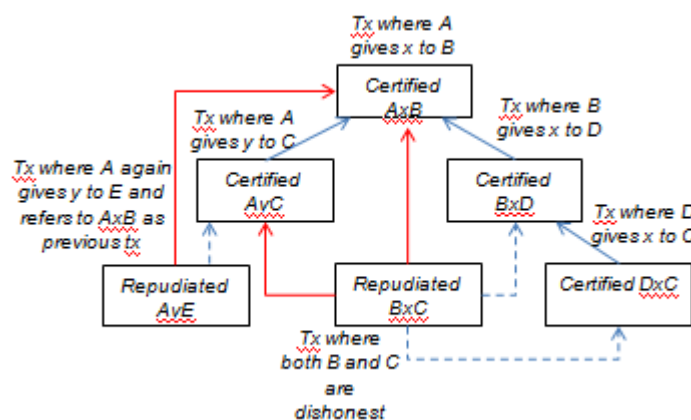 Tx where A
gives x to B
Certified
AxB
Tx where A
gives y to C
Tx where B
gives x to D
Tx where A again
gives y to E and
refers to AxB as
previous tx
Certified
AyC
Certified
BxD
Tx where D
gives x to C
Repudiated
AyE
Repudiated
BxC
Certified DxC
Tx where
both B and C
are
dishonest